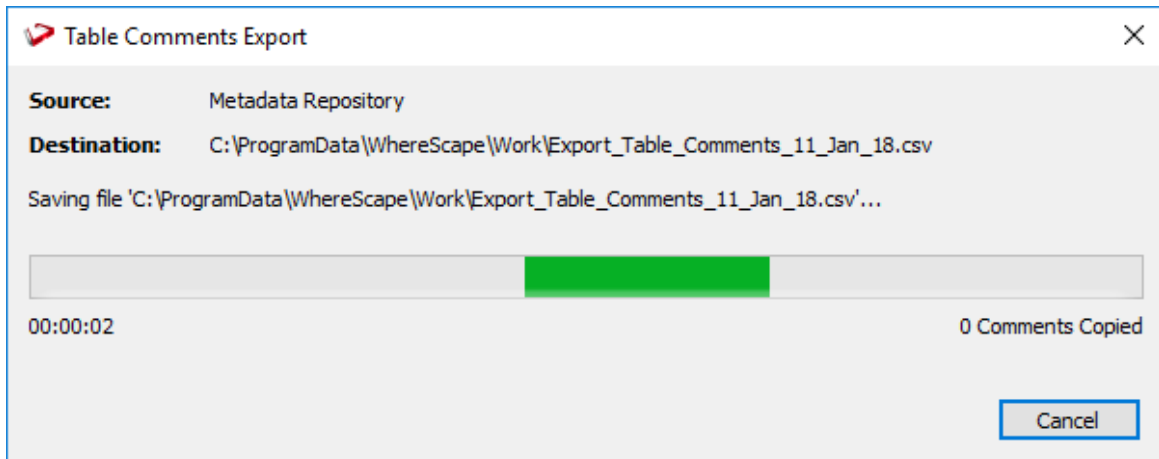 Table Comments Export
Source: Metadata Repository
Destination: C:\ProgramData\WhereScape\Work\Export_Table_Comments_11_Jan_18.csv
Saving file 'C:\ProgramData\WhereScape\Work\Export_Table_Comments_11_Jan_18.csv'...
00:00:02 0 Comments Copied
Cancel